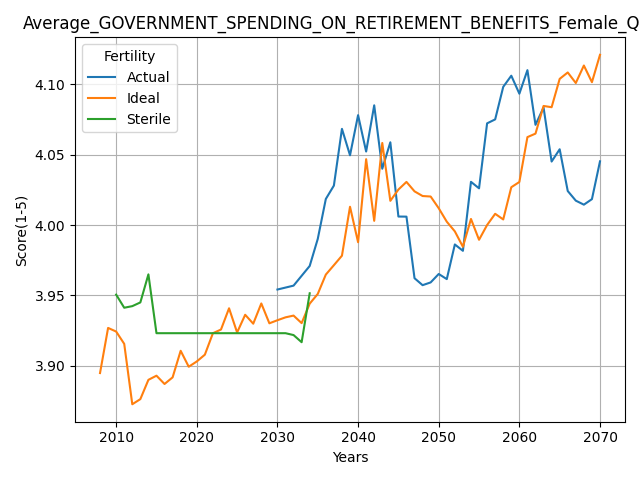 Average_GOVERNMENT_SPENDING_ON_RETIREMENT_BENEFITS_Female_Q
Fertility
Actual
Ideal
Sterile
Score(1-5)
4.10
4.05
4.00
3.95
3.90
2010 2020 2030 2040 2050 2060 2070
Years